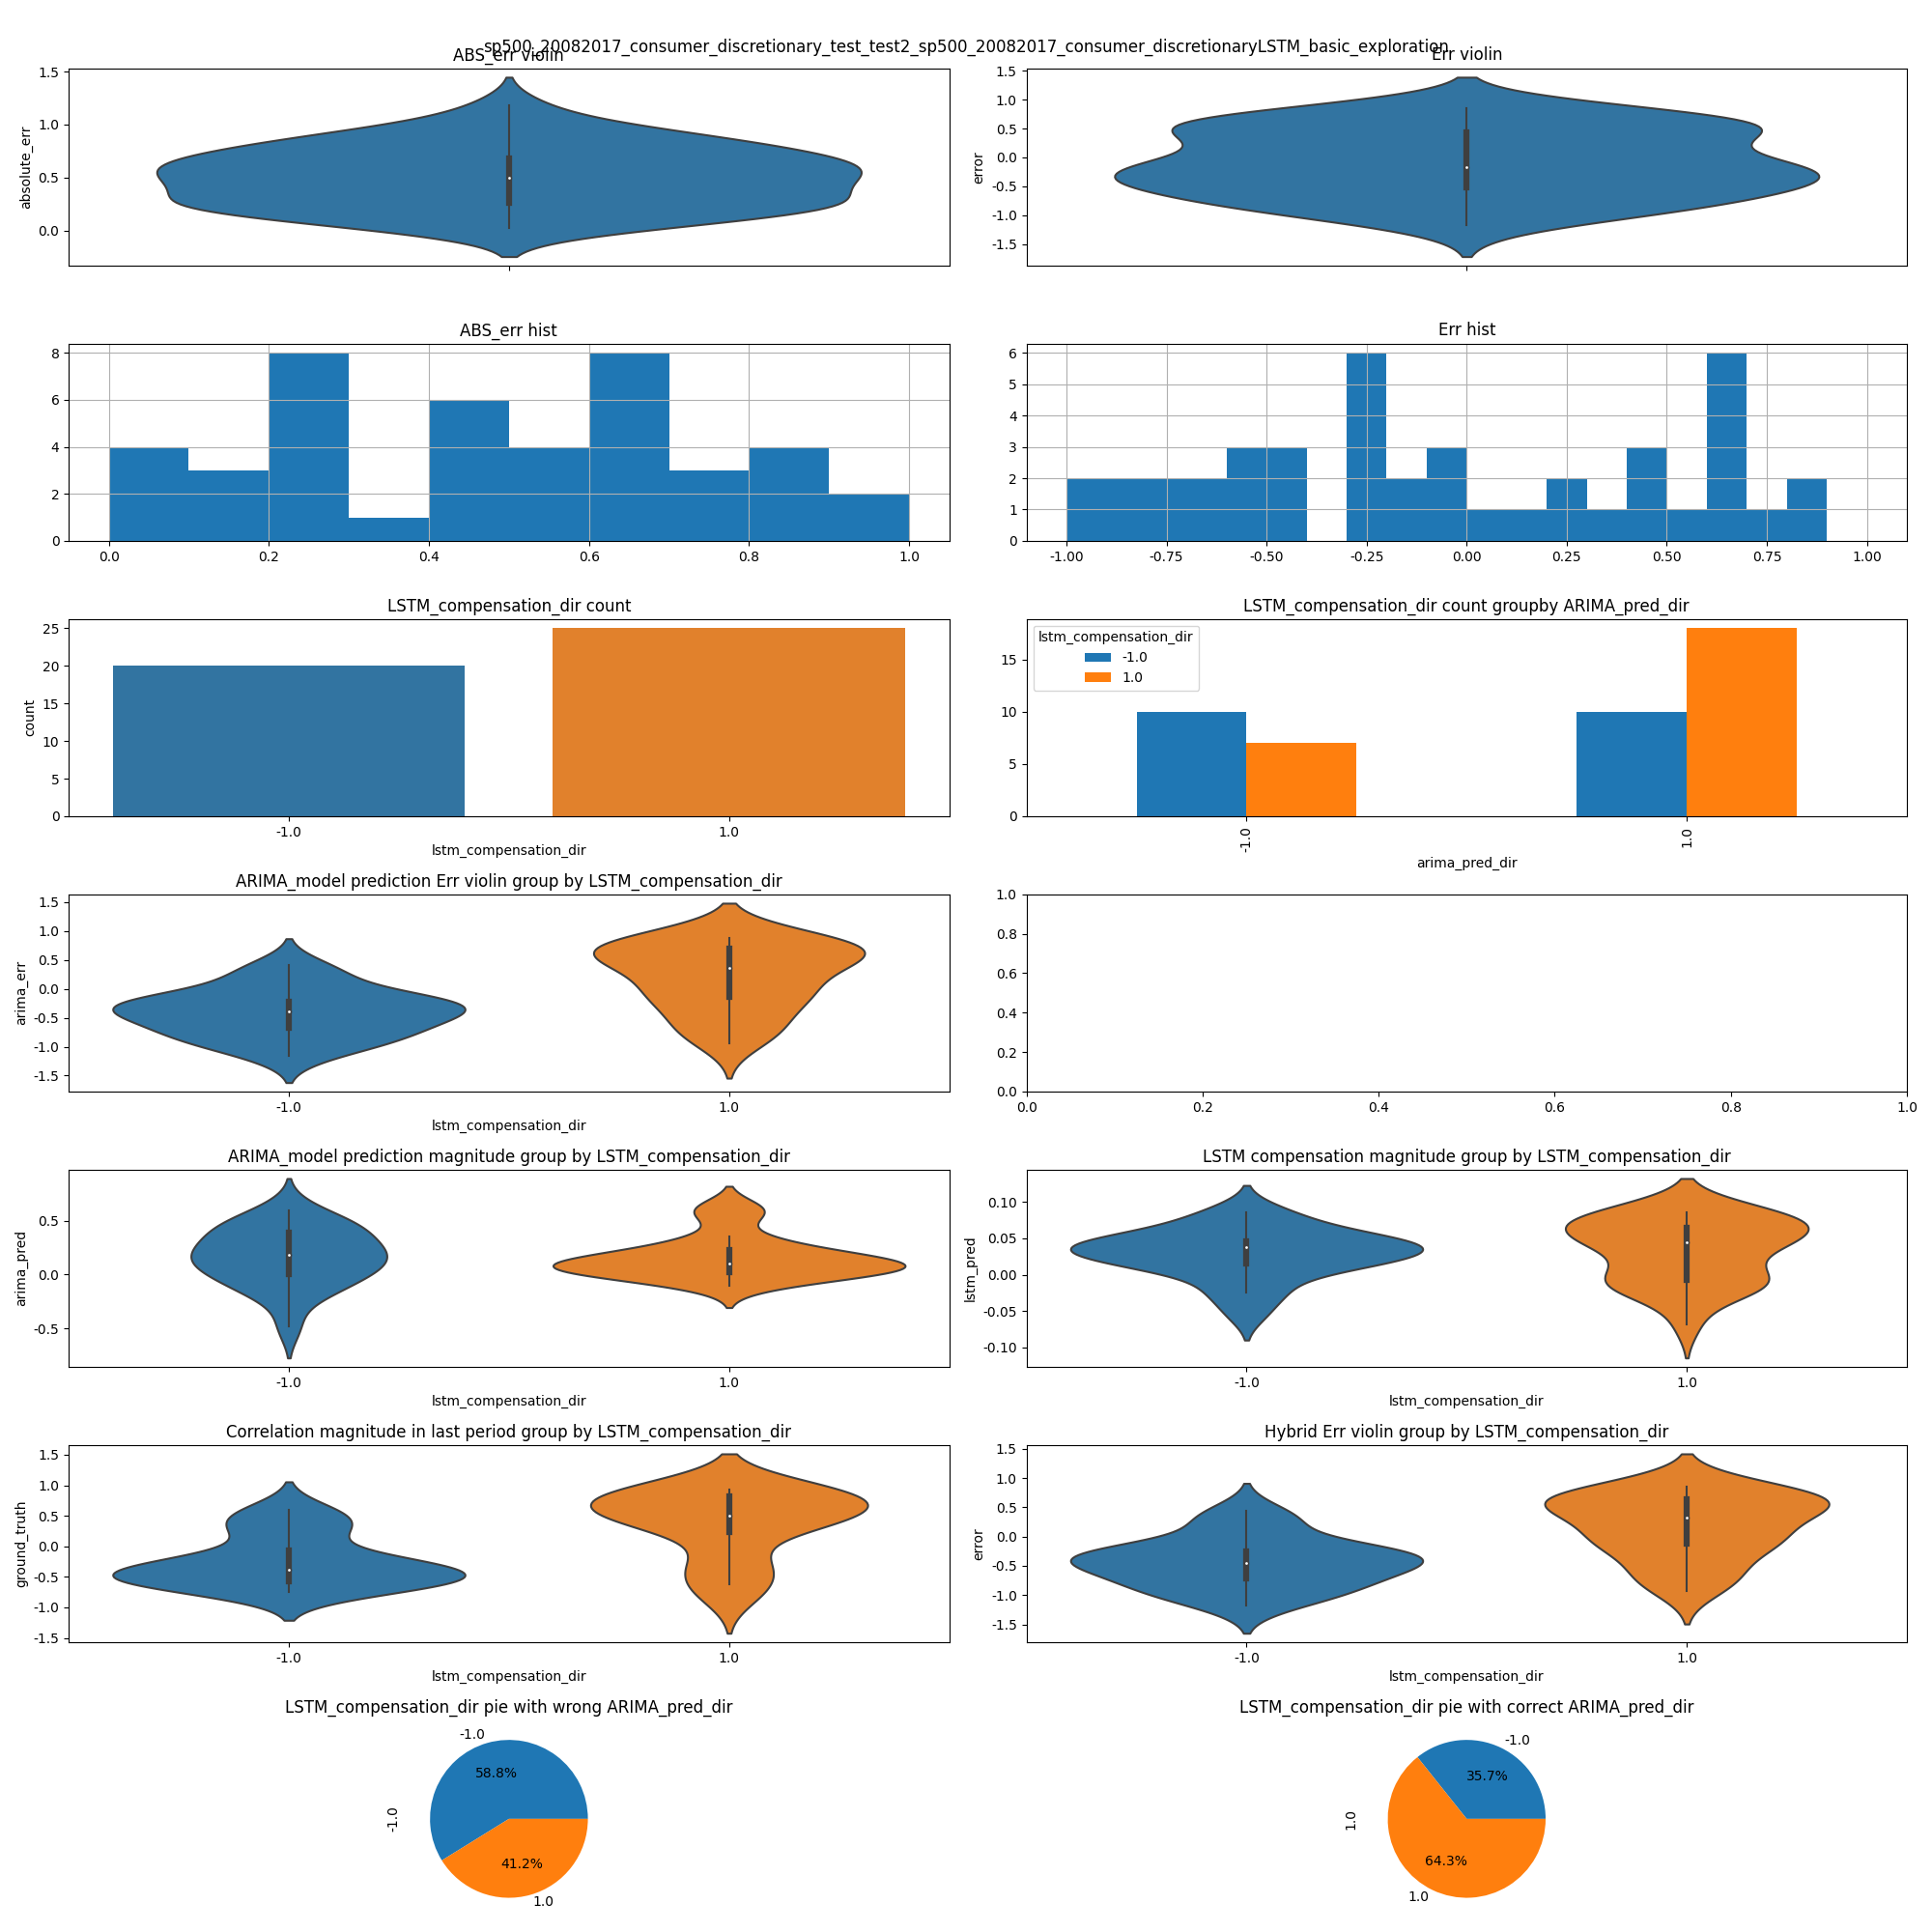 sp500_20082017_consumer_discretionary_test_test2_sp500_20082017_consumer_discretionaryLSTM_basic_exploration
ABS_err violin
1.5
1.0
0.5
0.0
absolute_err
Err violin
1.5
1.0
0.5
0.0
-0.5
-1.0
-1.5
error
ABS_err hist
8
6
4
2
0
0.0 0.2 0.4 0.6 0.8 1.0
Err hist
6
5
4
3
2
1
0
-1.00 -0.75 -0.50 -0.25 0.00 0.25 0.50 0.75 1.00
LSTM_compensation_dir count
25
20
15
10
5
0
count
-1.0 1.0
lstm_compensation_dir
LSTM_compensation_dir count groupby ARIMA_pred_dir
lstm_compensation_dir
-1.0
1.0
15
10
5
0
-1.0 1.0
arima_pred_dir
ARIMA_model prediction Err violin group by LSTM_compensation_dir
1.5
1.0
0.5
0.0
-0.5
-1.0
-1.5
arima_err
-1.0 1.0
lstm_compensation_dir
1.0
0.8
0.6
0.4
0.2
0.0
0.0 0.2 0.4 0.6 0.8 1.0
ARIMA_model prediction magnitude group by LSTM_compensation_dir
0.5
0.0
-0.5
arima_pred
-1.0 1.0
lstm_compensation_dir
LSTM compensation magnitude group by LSTM_compensation_dir
0.10
0.05
0.00
-0.05
-0.10
lstm_pred
-1.0 1.0
lstm_compensation_dir
Correlation magnitude in last period group by LSTM_compensation_dir
1.5
1.0
0.5
0.0
-0.5
-1.0
-1.5
ground_truth
-1.0 1.0
lstm_compensation_dir
Hybrid Err violin group by LSTM_compensation_dir
1.5
1.0
0.5
0.0
-0.5
-1.0
-1.5
error
-1.0 1.0
lstm_compensation_dir
LSTM_compensation_dir pie with wrong ARIMA_pred_dir
-1.0
58.8%
-1.0
41.2%
1.0
LSTM_compensation_dir pie with correct ARIMA_pred_dir
-1.0
35.7%
1.0
64.3%
1.0